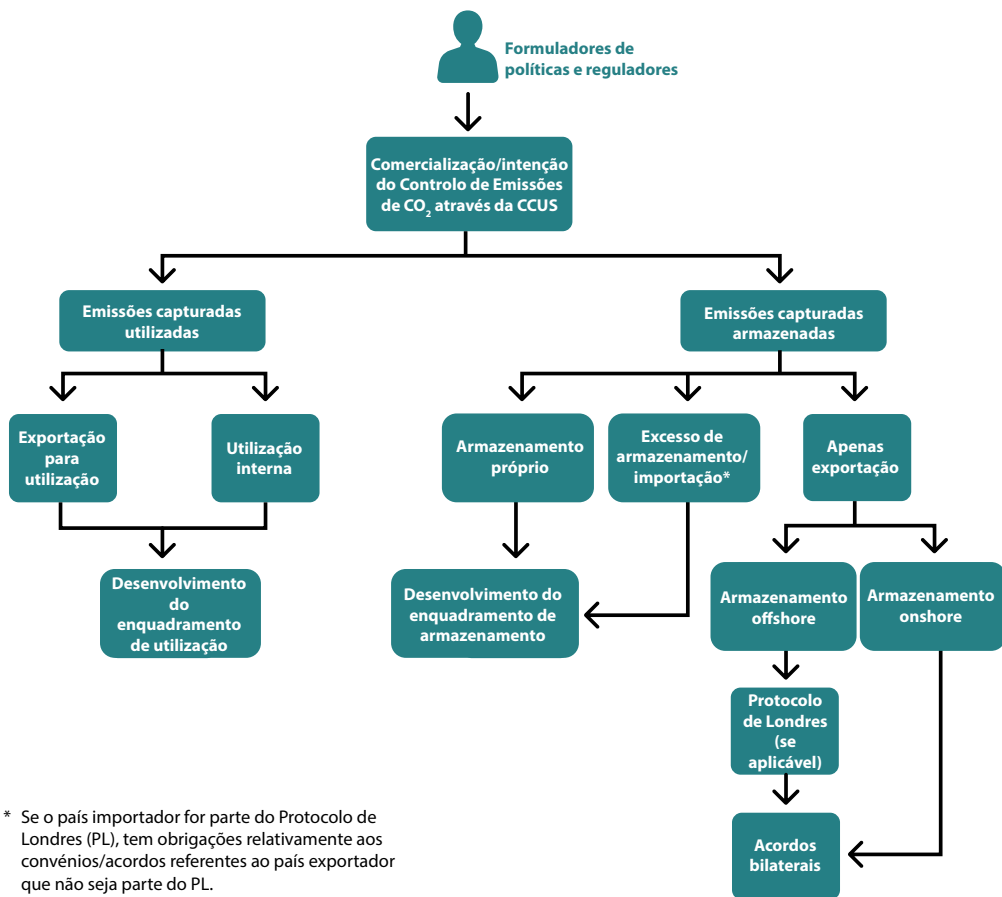 Formuladores de
políticas e reguladores
Comercialização/intenção
do Controlo de Emissões
de CO₂ através da CCUS
Emissões capturadas
utilizadas
Emissões capturadas
armazenadas
Exportação
para
utilização
Utilização
interna
Armazenamento
próprio
Excesso de
armazenamento/
importação*
Apenas
exportação
Desenvolvimento
do
enquadramento
de utilização
Desenvolvimento do
enquadramento de
armazenamento
Armazenamento
offshore
Armazenamento
onshore
Protocolo
de Londres
(se
aplicável)
Acordos
bilaterais
* Se o país importador for parte do Protocolo de
Londres (PL), tem obrigações relativamente aos
convénios/acordos referentes ao país exportador
que não seja parte do PL.